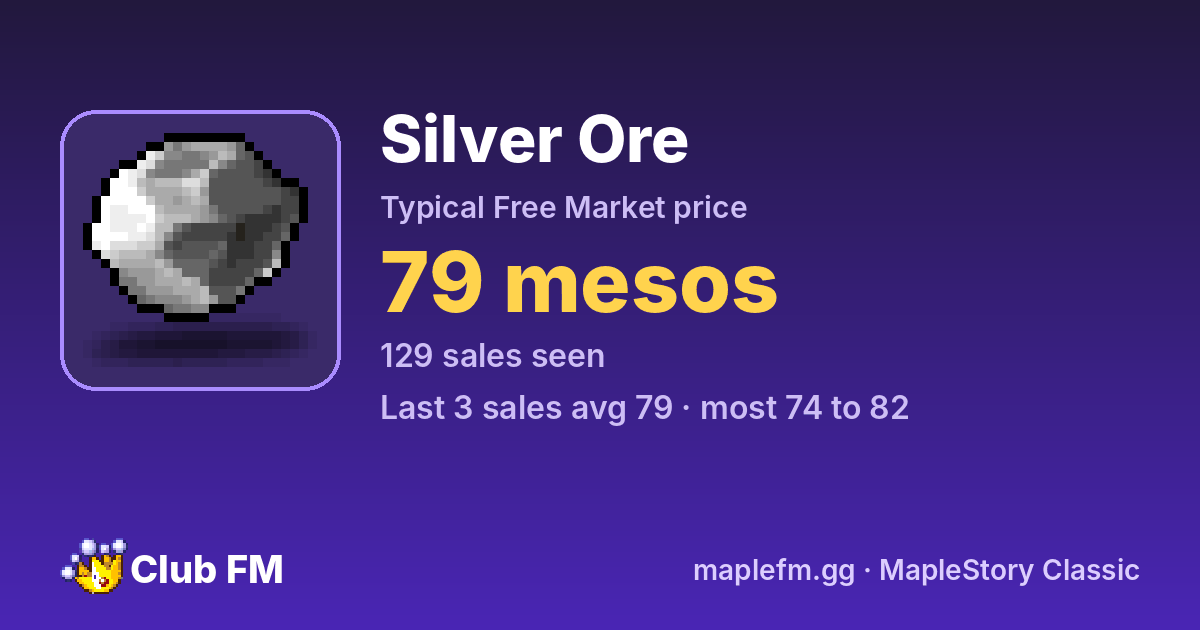 Silver Ore
Typical Free Market price
79 mesos
129 sales seen
Last 3 sales avg 79 · most 74 to 82
Club FM
maplefm.gg · MapleStory Classic